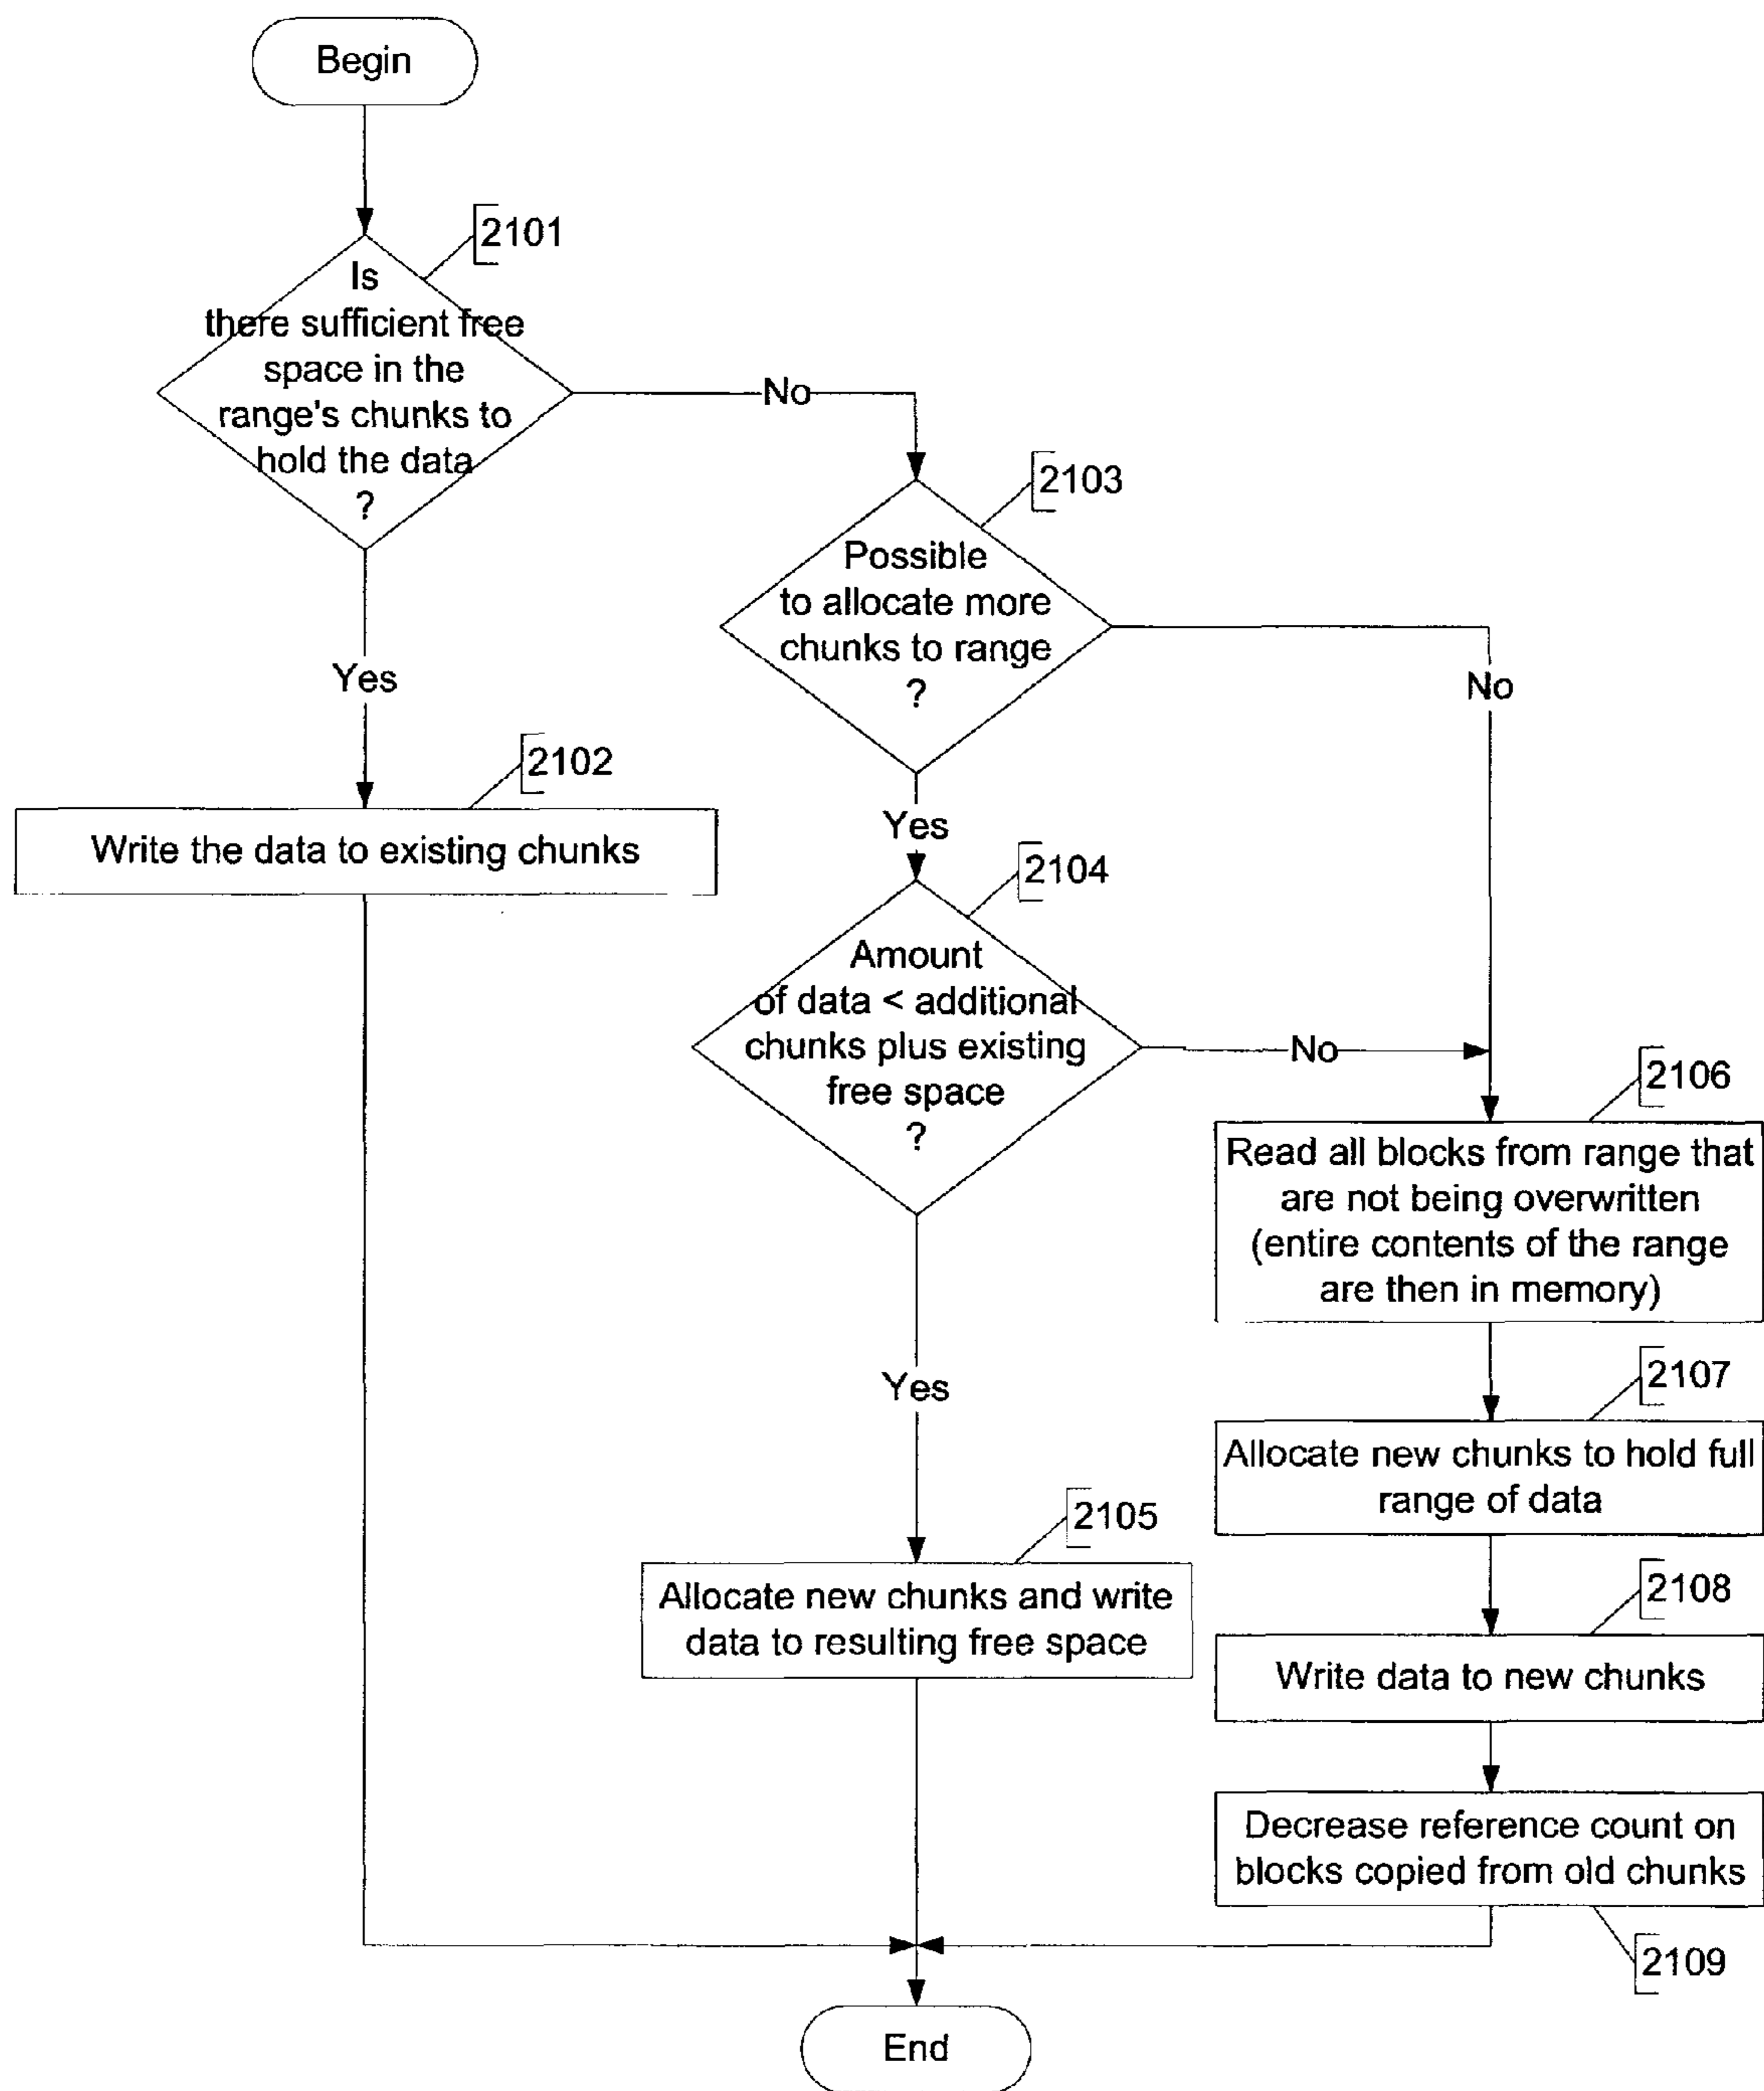 Begin
2101
Is
there sufficient free
space in the
range's chunks to
hold the data
?
No
2103
Possible
to allocate more
chunks to range
?
Yes
No
2102
Write the data to existing chunks
Yes
2104
Amount
of data < additional
chunks plus existing
free space
?
No
2106
Read all blocks from range that
are not being overwritten
(entire contents of the range
are then in memory)
Yes
2107
Allocate new chunks to hold full
range of data
2105
Allocate new chunks and write
data to resulting free space
2108
Write data to new chunks
Decrease reference count on
blocks copied from old chunks
2109
End